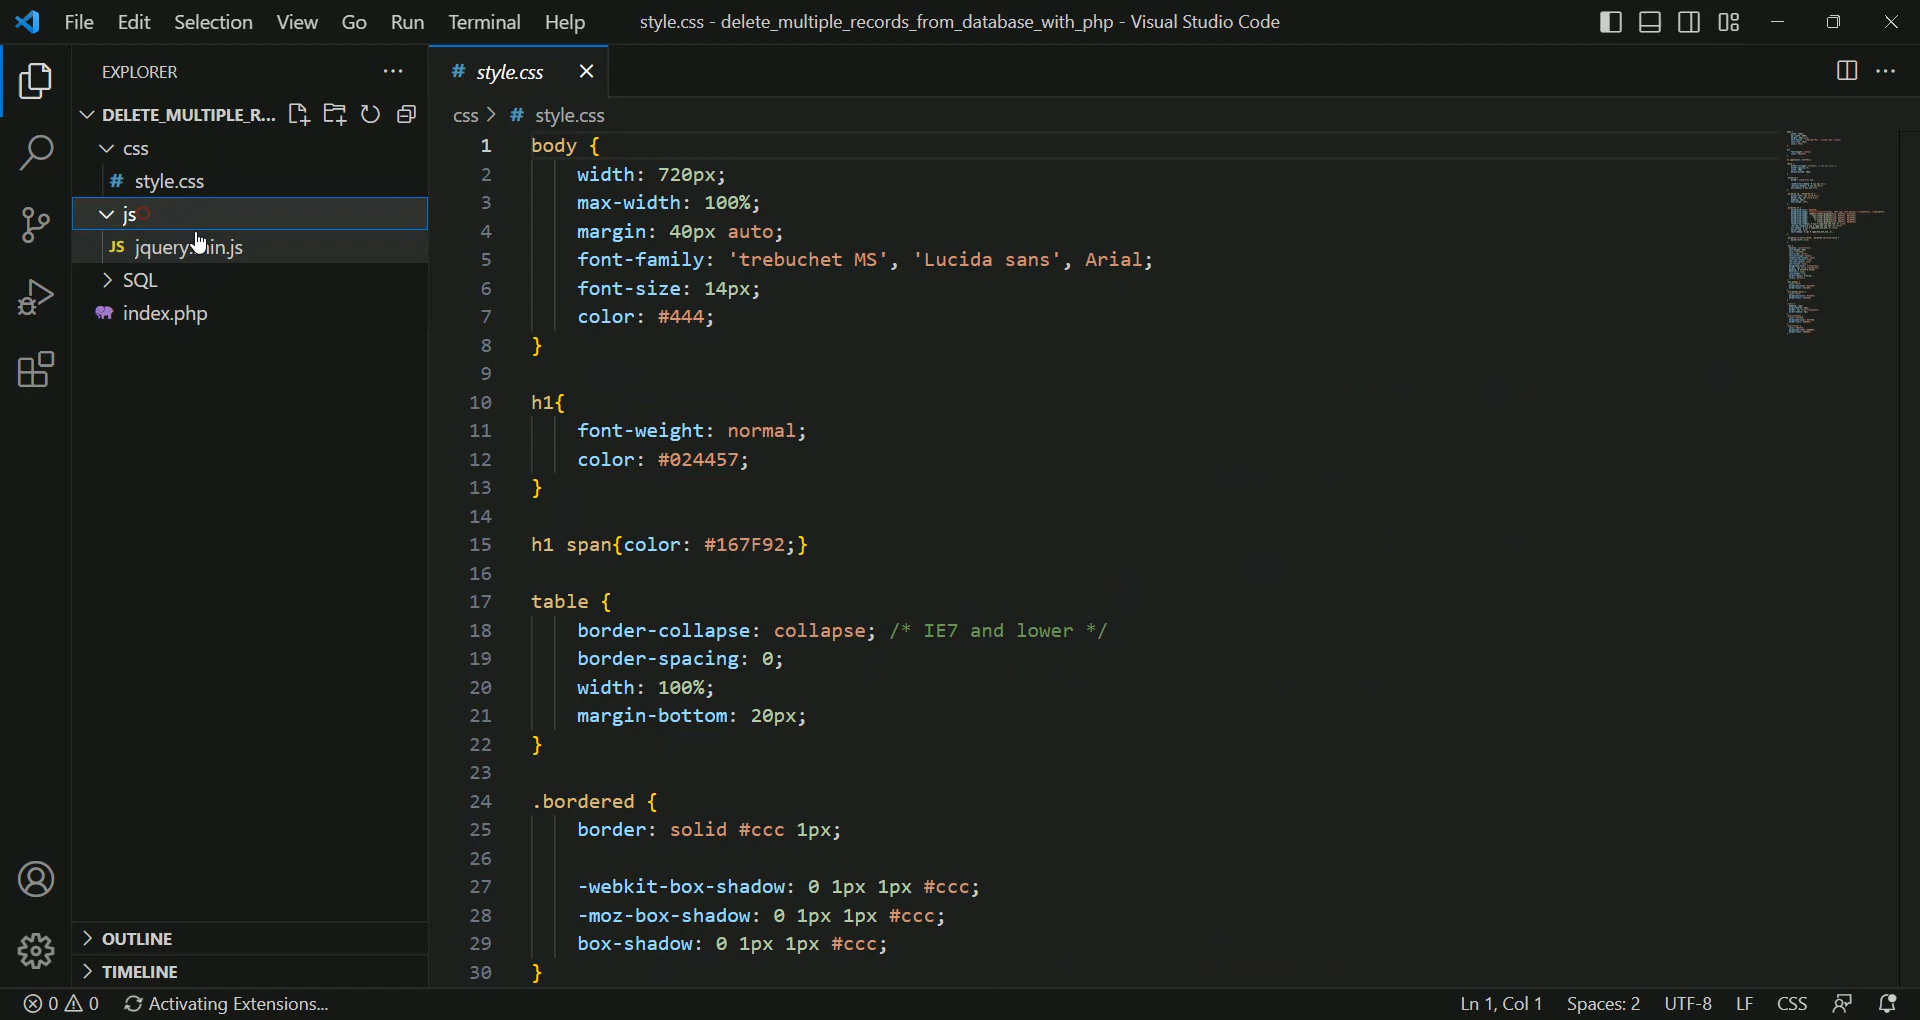 File Edit Selection View Go Run Terminal Help style.css - delete_multiple_records_from_database_with_php - Visual Studio Code
EXPLORER
DELETE_MULTIPLE_R...
css
# style.css
js
JS jquery.min.js
SQL
index.php
OUTLINE
TIMELINE
# style.css
css > # style.css
1 body {
2 width: 720px;
3 max-width: 100%;
4 margin: 40px auto;
5 font-family: 'trebuchet MS', 'Lucida sans', Arial;
6 font-size: 14px;
7 color: #444;
8 }
9
10 h1{
11 font-weight: normal;
12 color: #024457;
13 }
14
15 h1 span{color: #167F92;}
16
17 table {
18 border-collapse: collapse; /* IE7 and lower */
19 border-spacing: 0;
20 width: 100%;
21 margin-bottom: 20px;
22 }
23
24 .bordered {
25 border: solid #ccc 1px;
26
27 -webkit-box-shadow: 0 1px 1px #ccc;
28 -moz-box-shadow: 0 1px 1px #ccc;
29 box-shadow: 0 1px 1px #ccc;
30 }
0 0 Activating Extensions... Ln 1, Col 1 Spaces: 2 UTF-8 LF CSS